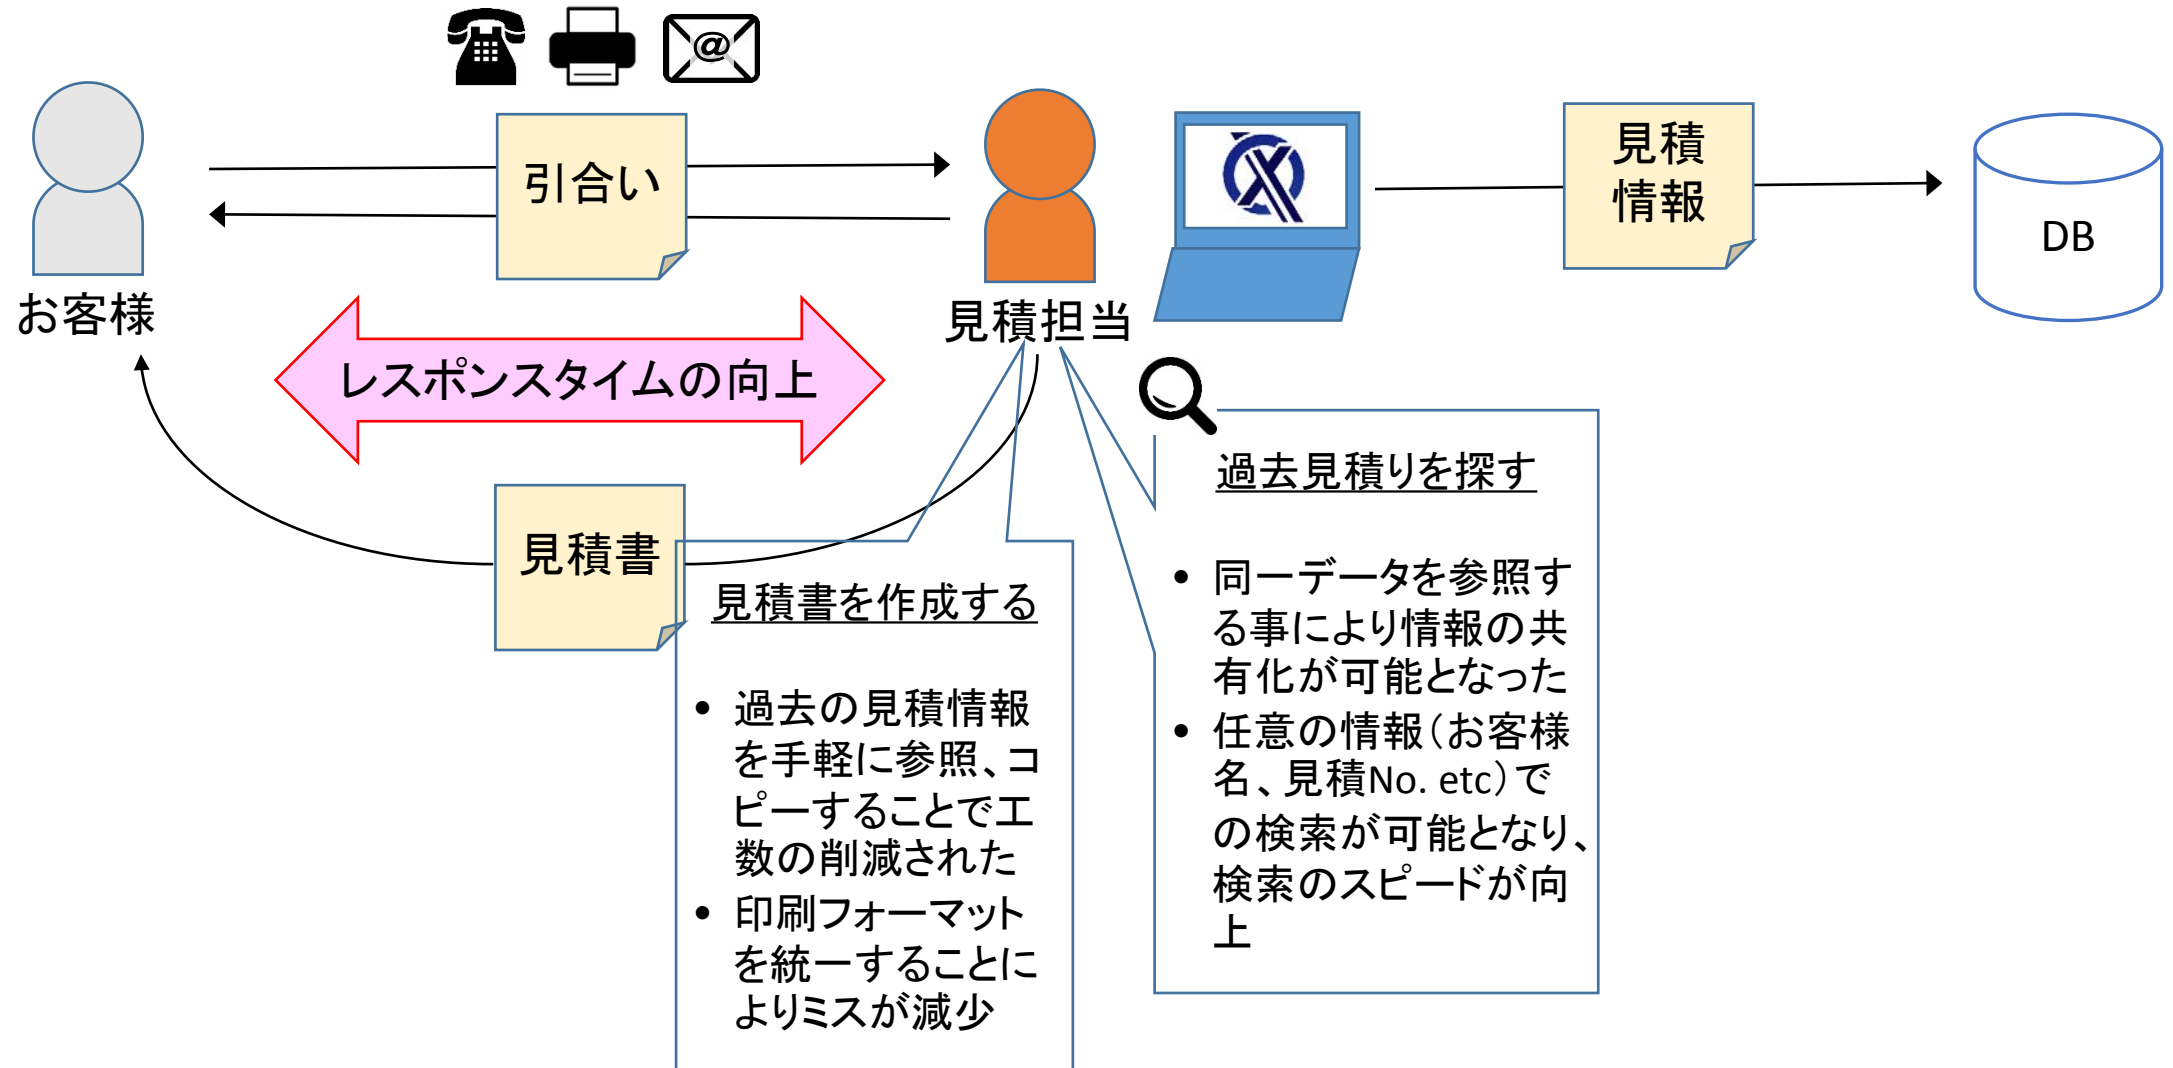 引合い
見積
情報
DB
お客様
見積担当
レスポンスタイムの向上
見積書
見積書を作成する
• 過去の見積情報
を手軽に参照、コ
ピーすることで工
数の削減された
• 印刷フォーマット
を統一することに
よりミスが減少
過去見積りを探す
• 同一データを参照す
る事により情報の共
有化が可能となった
• 任意の情報（お客様
名、見積No. etc）で
の検索が可能となり、
検索のスピードが向
上